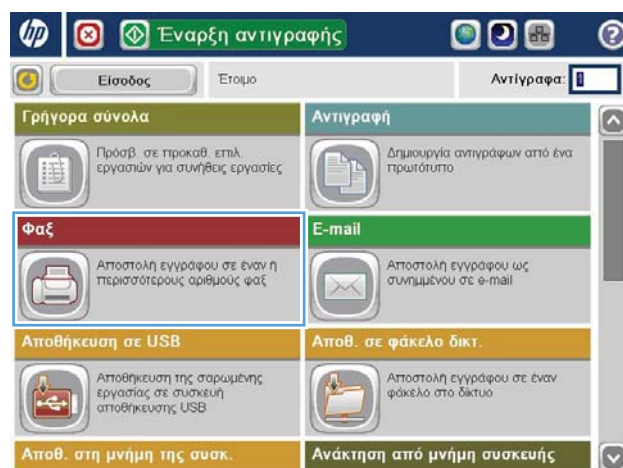 hp
Έναρξη αντιγραφής
?
Είσοδος
Έτοιμο
Αντίγραφα: 1
Γρήγορα σύνολα
Πρόσβ. σε προκαθ. επιλ.
εργασιών για συνήθεις εργασίες
Αντιγραφή
Δημιουργία αντιγράφων από ένα
πρωτότυπο
Φαξ
Αποστολή εγγράφου σε έναν ή
περισσότερους αριθμούς φαξ
E-mail
Αποστολή εγγράφου ως
συνημμένου σε e-mail
Αποθήκευση σε USB
Αποθήκευση της σαρωμένης
εργασίας σε συσκευή
αποθήκευσης USB
Αποθ. σε φάκελο δικτ.
Αποστολή εγγράφου σε έναν
φάκελο στο δίκτυο
Αποθ. στη μνήμη της συσκ.
Ανάκτηση από μνήμη συσκευής